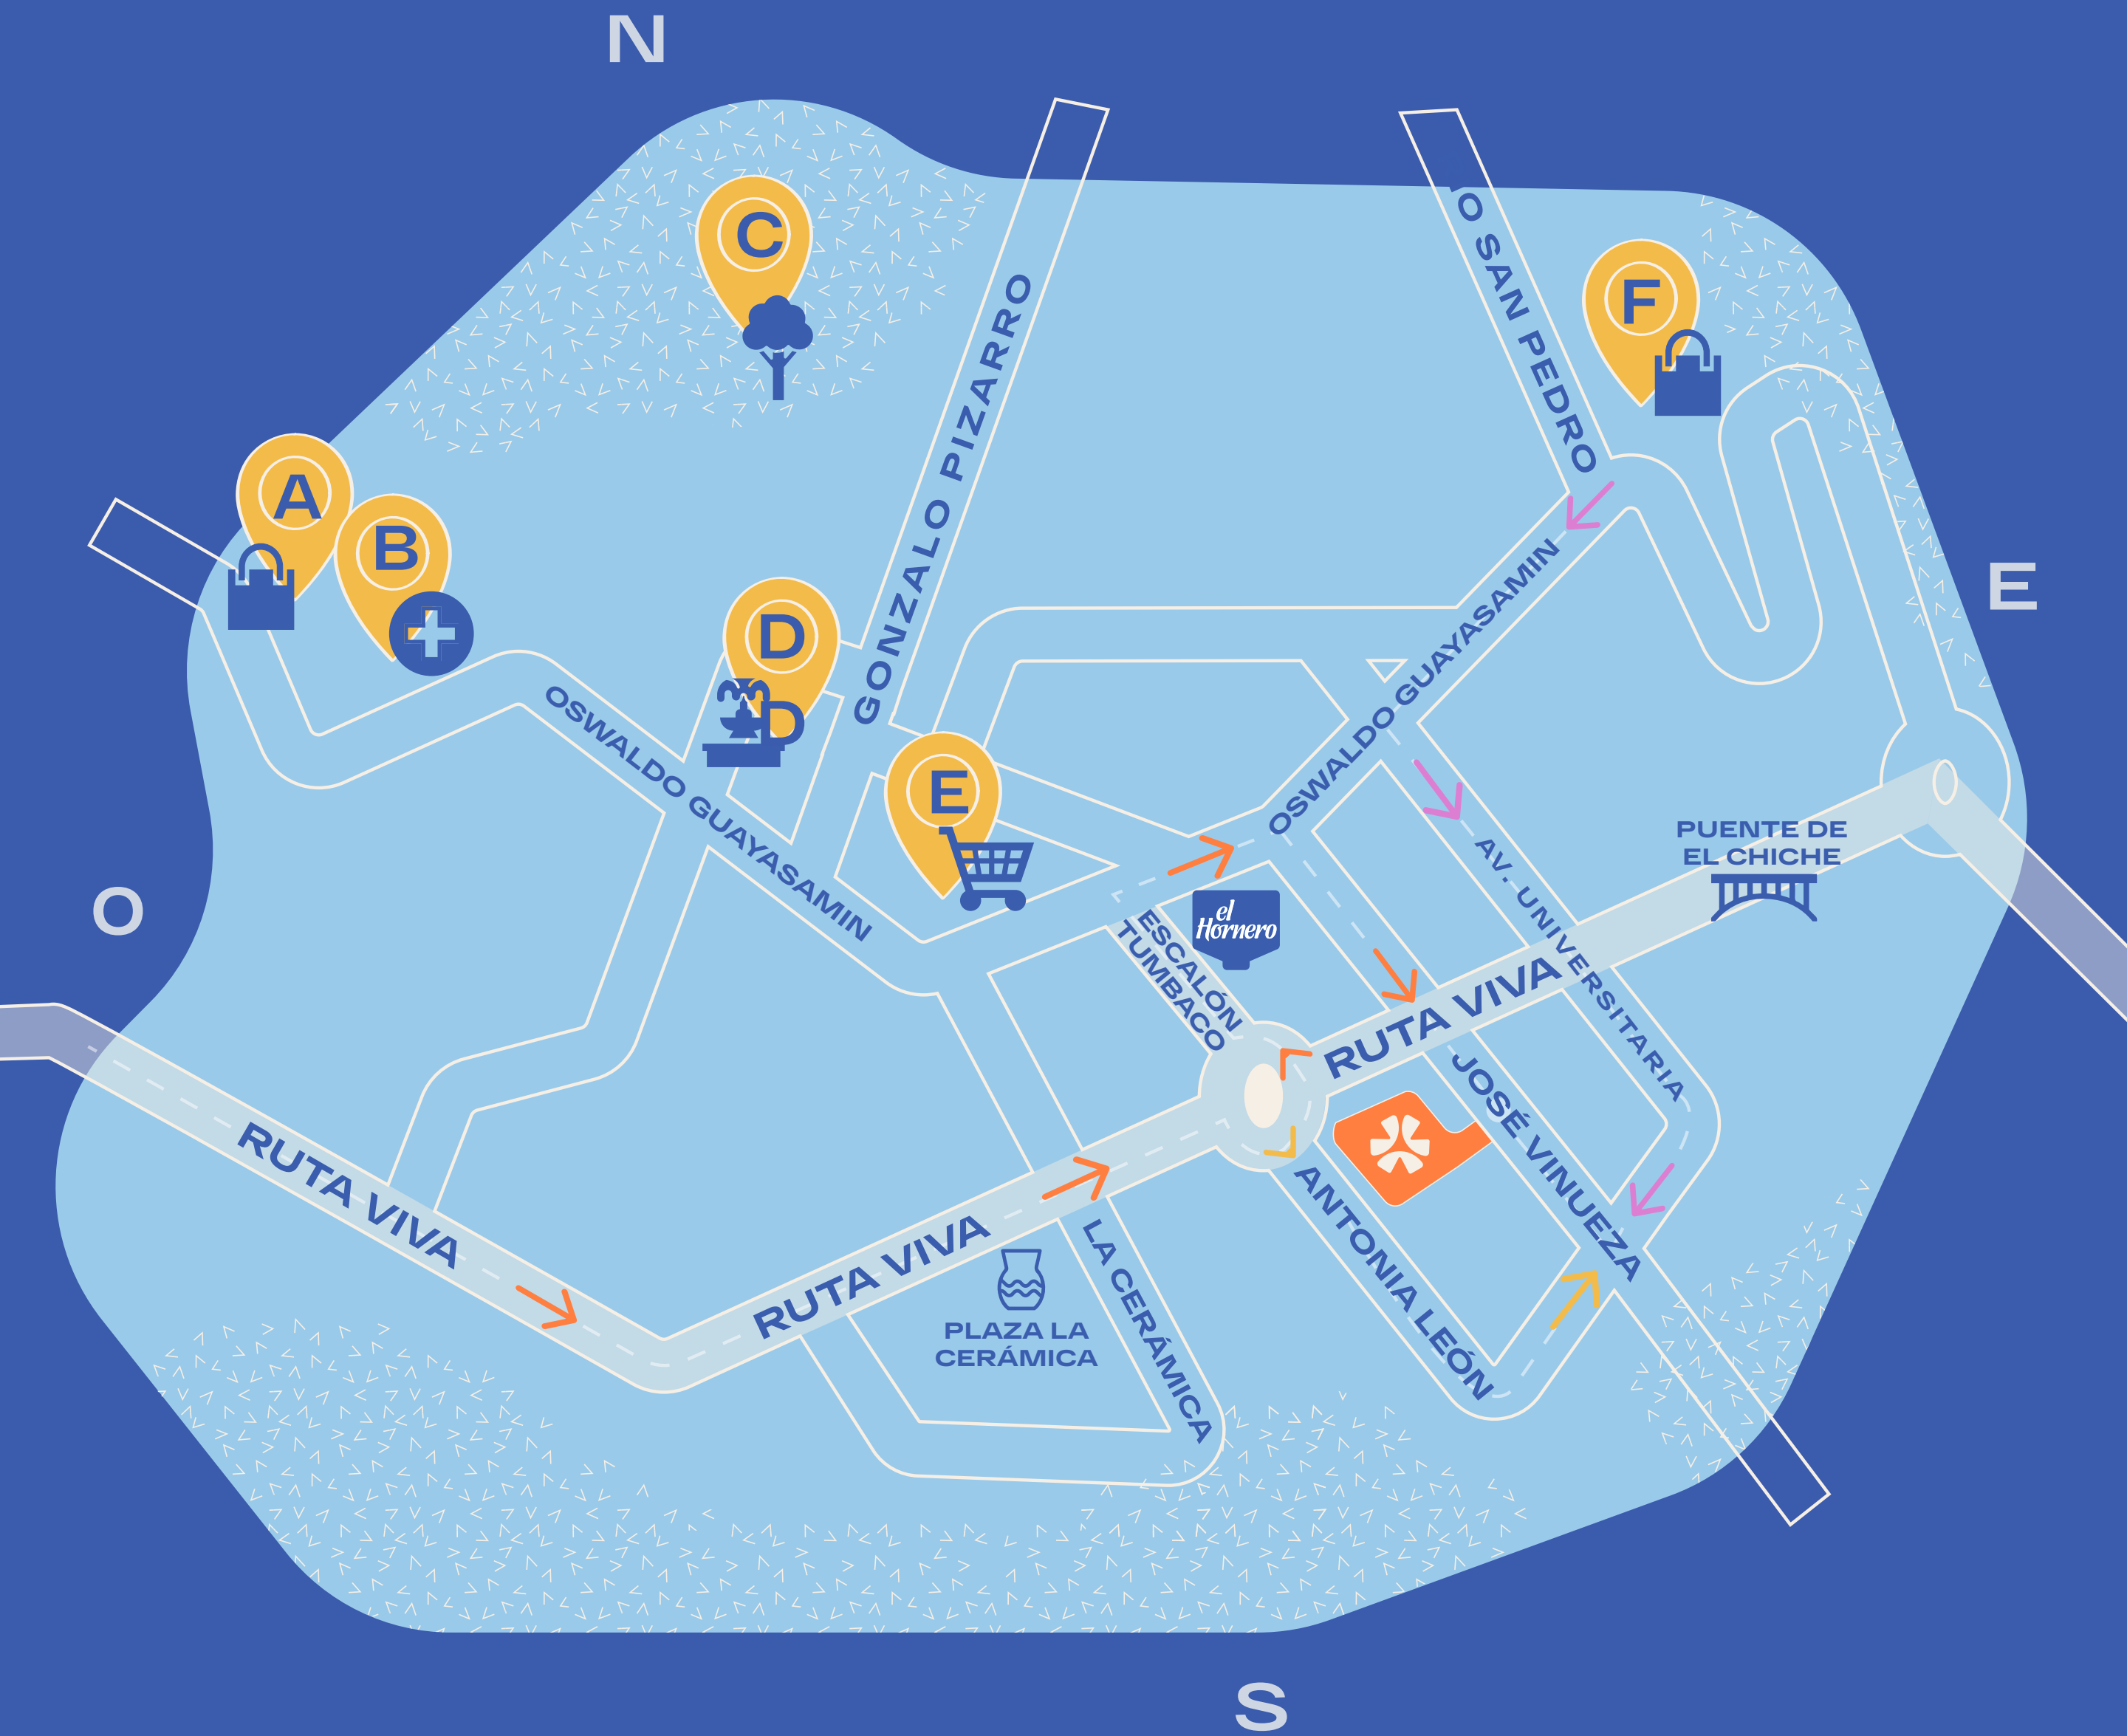 N
C
O SAN PEDRO
F
GONZALO PIZARRO
A
B
E
OSWALDO GUAYASAMIN
D
D
OSWALDO GUAYASAMIN
E
PUENTE DE
EL CHICHE
AV. UNIVERSITARIA
O
el
Hornero
ESCALÓN
TUMBACO
RUTA VIVA
JOSÉ VINUEZA
RUTA VIVA
ANTONIA LEÓN
RUTA VIVA
LA CERÁMICA
PLAZA LA
CERÁMICA
S